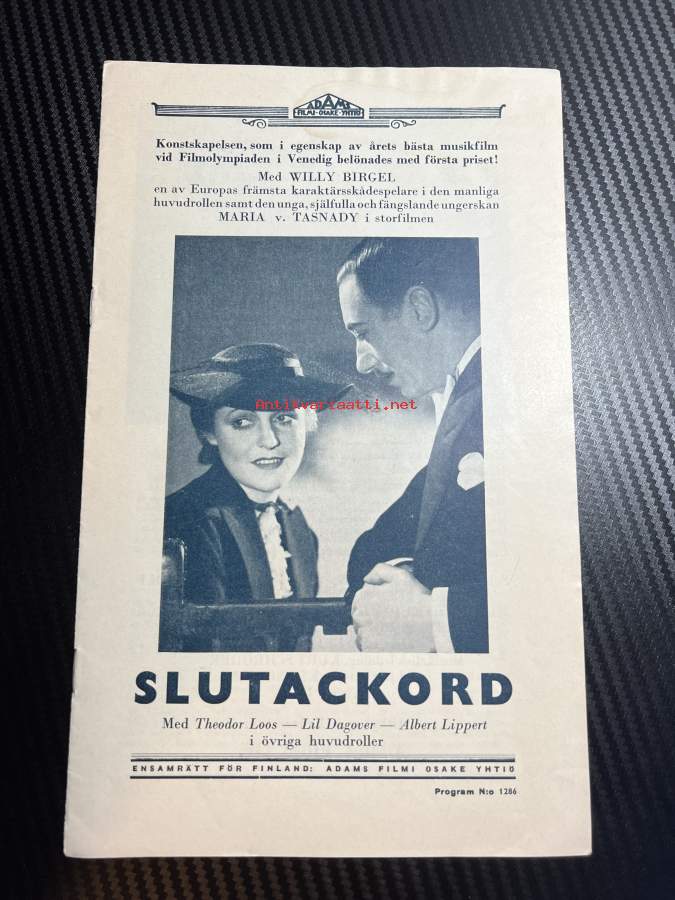 ADAMS
FILMI-OSAKE-YHTIÖ
Konstskapelsen, som i egenskap av årets bästa musikfilm
vid Filmolympiaden i Venedig belönades med första priset!
Med WILLY BIRGEL
en av Europas främsta karaktärsskådespelare i den manliga
huvudrollen samt den unga, själfulla och fängslande ungerskan
MARIA v. TASNADY i storfilmen
Antikvariaatti.net
SLUTACKORD
Med Theodor Loos — Lil Dagover — Albert Lippert
i övriga huvudroller
ENSAMRÄTT FÖR FINLAND: ADAMS FILMI OSAKE YHTIÖ
Program N:o 1286